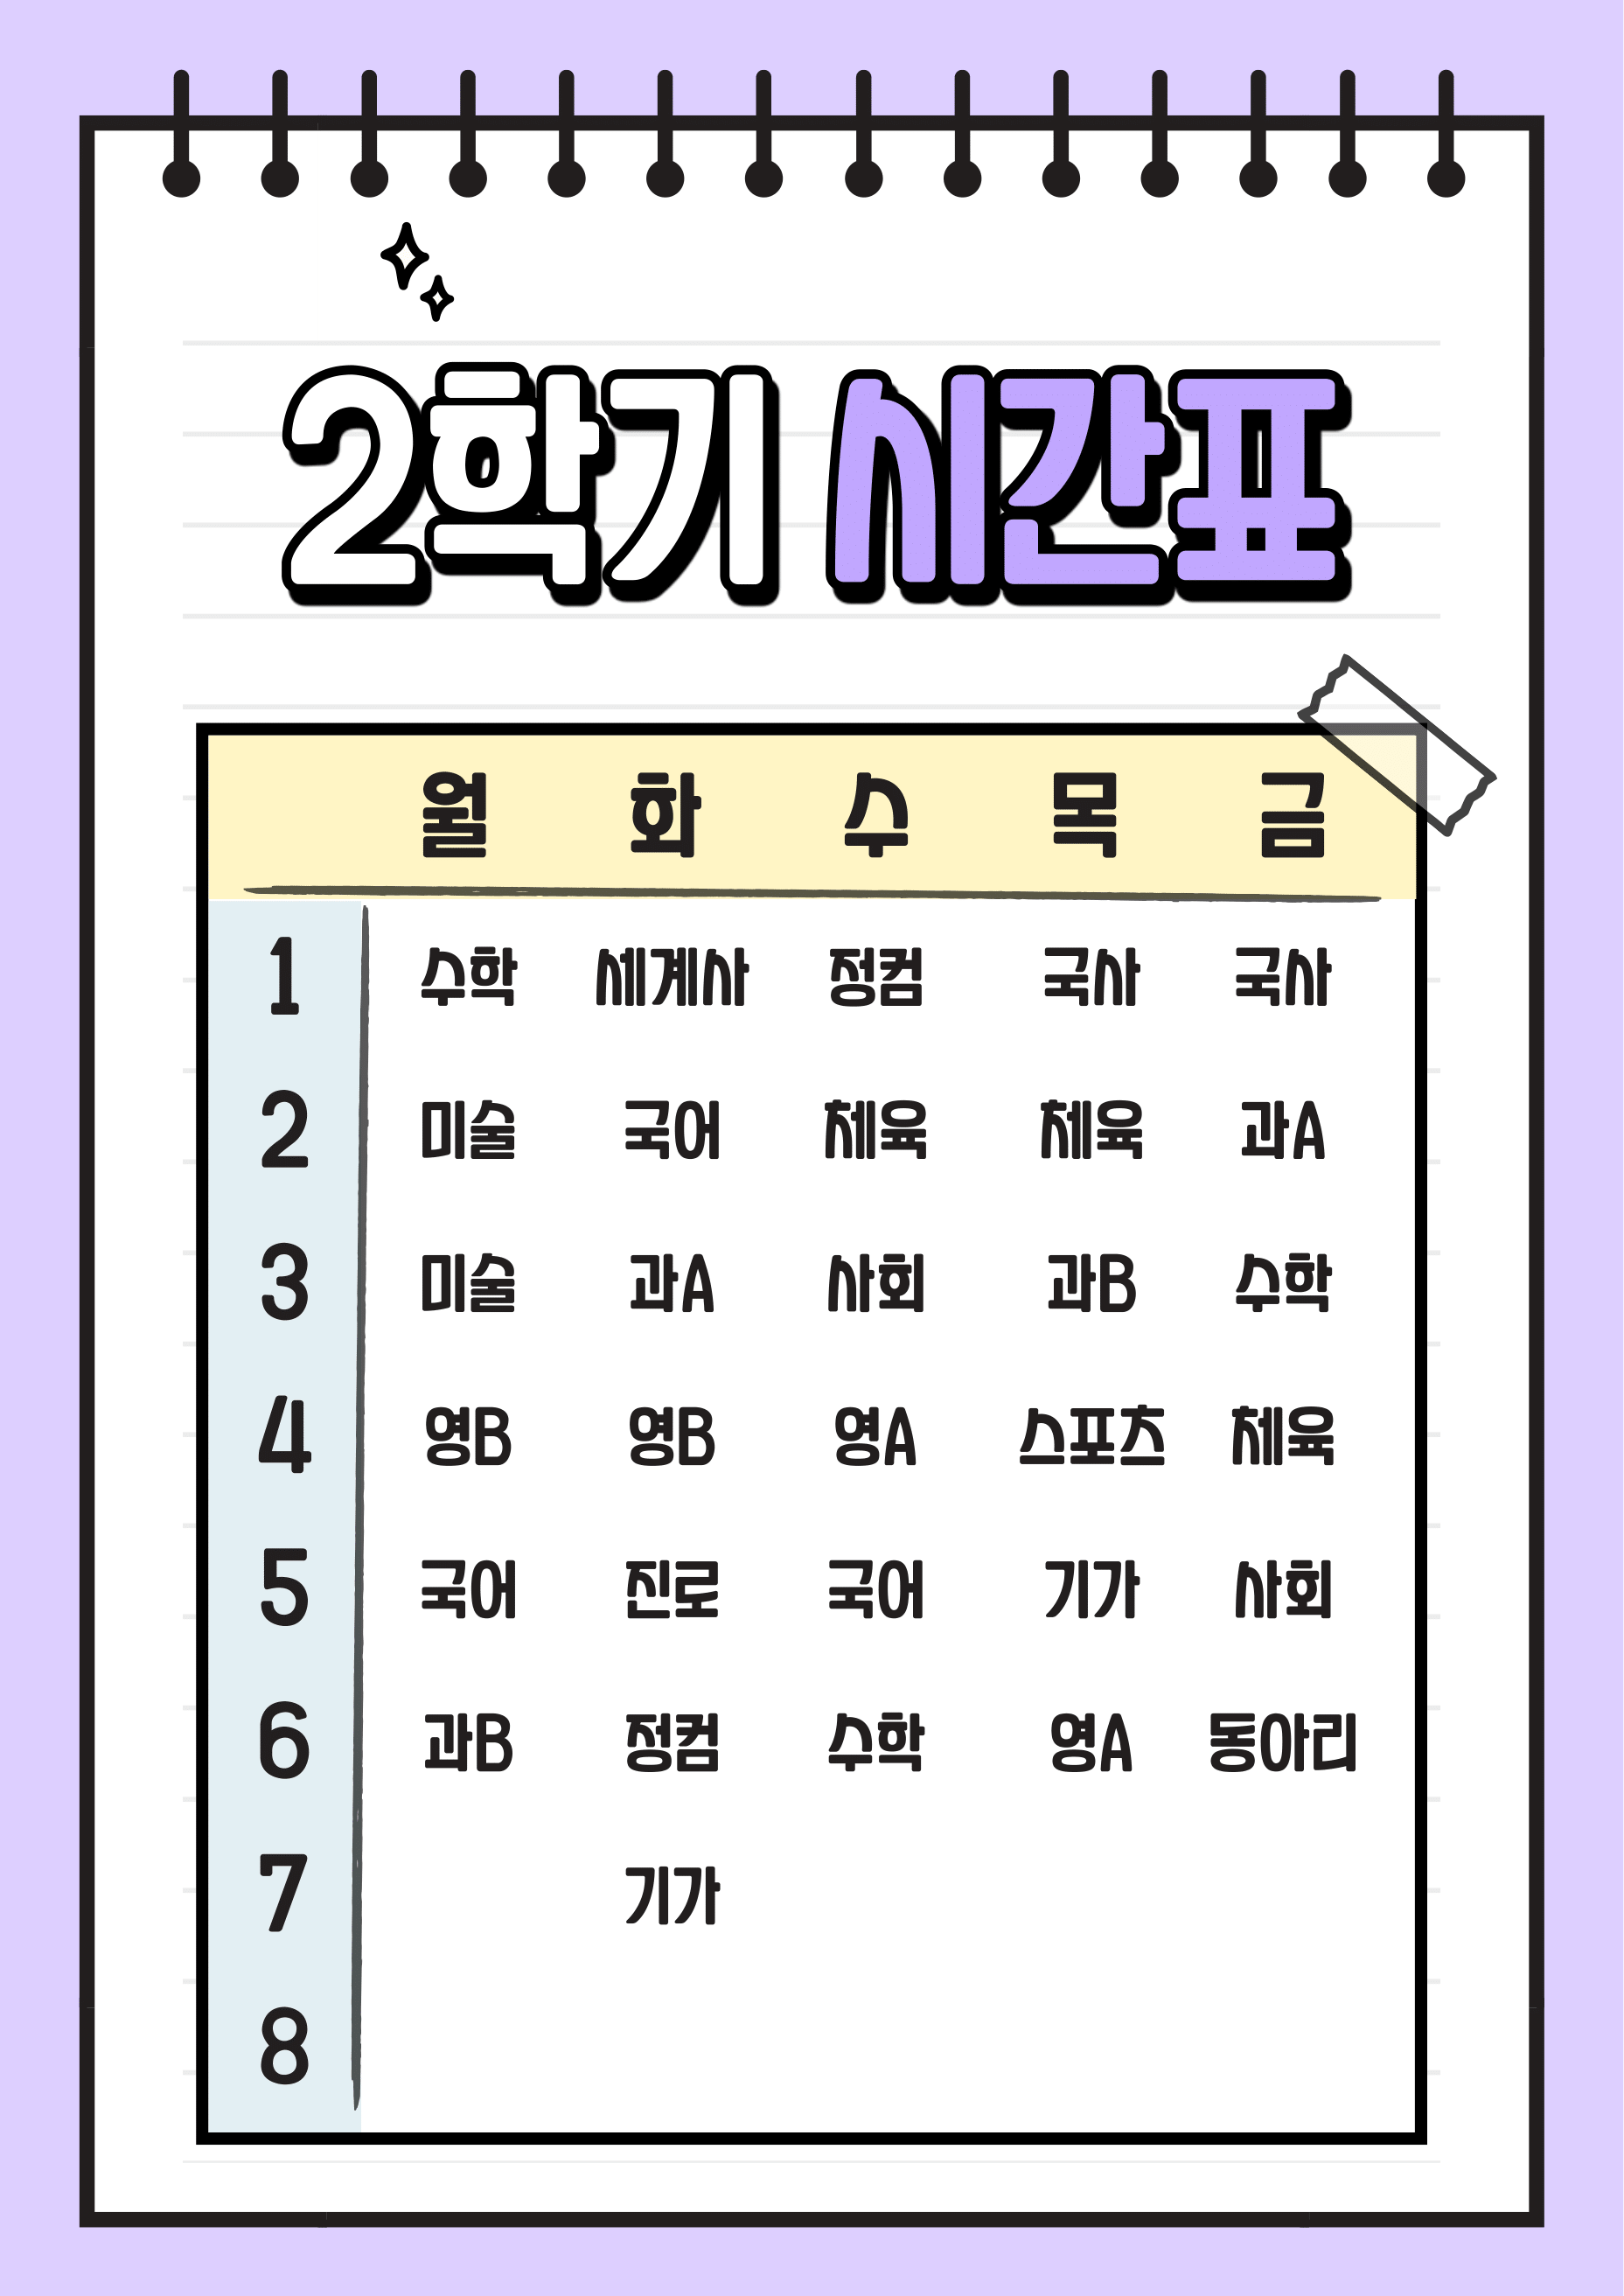 2학기 시간표
월 화 수 목 금
1 수학 세계사 정컴 국사 국사
2 미술 국어 체육 체육 과A
3 미술 과A 사회 과B 수학
4 영B 영B 영A 스포츠 체육
5 국어 진로 국어 기가 사회
6 과B 정컴 수학 영A 동아리
7 기가
8